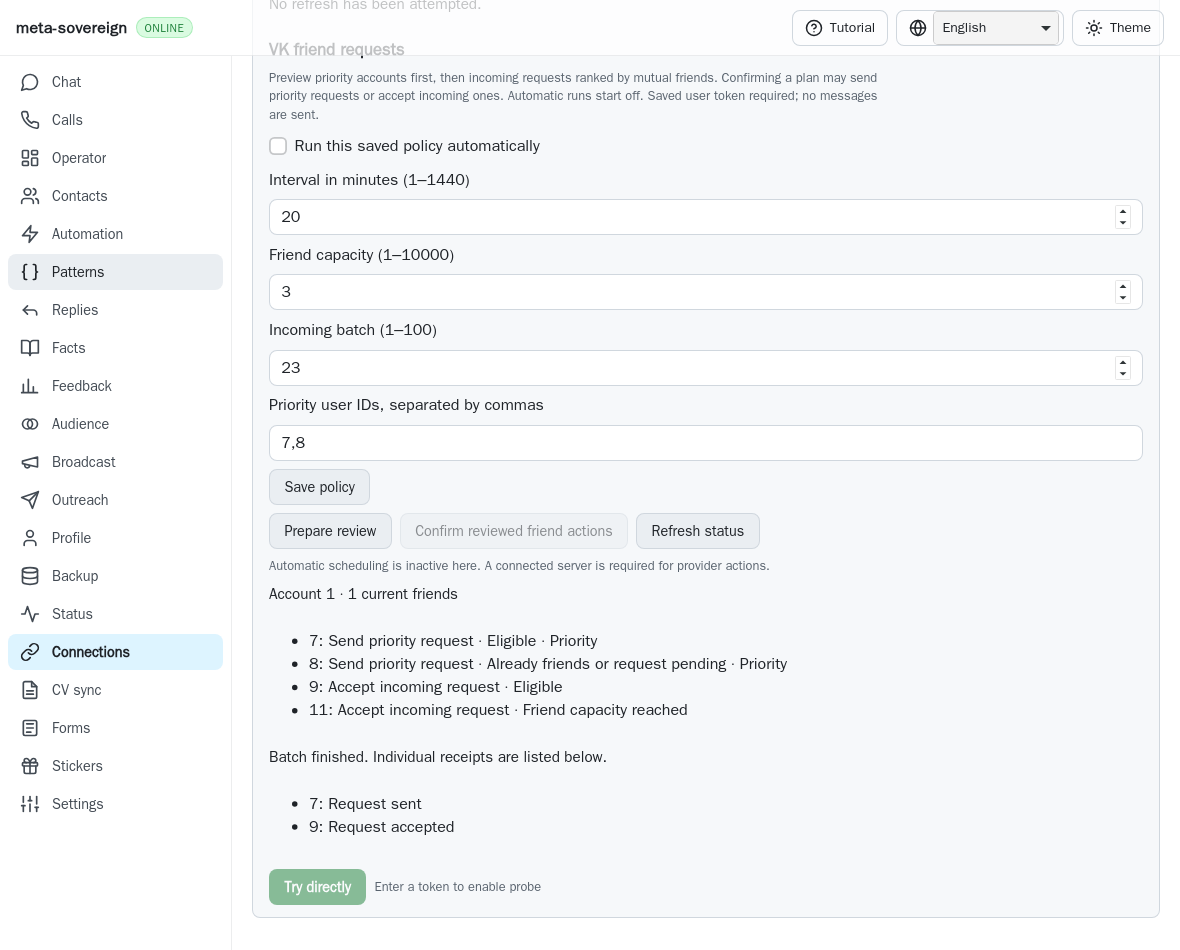 No refresh has been attempted.
meta-sovereign
ONLINE
Tutorial
English
Theme
VK friend requests
Chat
Calls
Operator
Contacts
Automation
Patterns
Replies
Facts
Feedback
Audience
Broadcast
Outreach
Profile
Backup
Status
Connections
CV sync
Forms
Stickers
Settings
Preview priority accounts first, then incoming requests ranked by mutual friends. Confirming a plan may send
priority requests or accept incoming ones. Automatic runs start off. Saved user token required; no messages
are sent.
Run this saved policy automatically
Interval in minutes (1–1440)
20
Friend capacity (1–10000)
3
Incoming batch (1–100)
23
Priority user IDs, separated by commas
7,8
Save policy
Prepare review
Confirm reviewed friend actions
Refresh status
Automatic scheduling is inactive here. A connected server is required for provider actions.
Account 1 · 1 current friends
• 7: Send priority request · Eligible · Priority
• 8: Send priority request · Already friends or request pending · Priority
• 9: Accept incoming request · Eligible
• 11: Accept incoming request · Friend capacity reached
Batch finished. Individual receipts are listed below.
• 7: Request sent
• 9: Request accepted
Try directly
Enter a token to enable probe